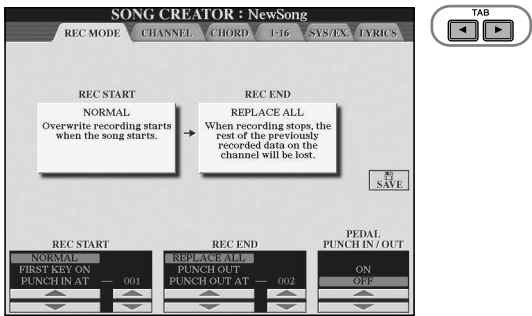 SONG CREATOR : NewSong
REC MODE CHANNEL CHORD 1-16 SYS/EX. LYRICS
TAB
REC START
NORMAL
Overwrite recording starts
when the song starts.
REC END
REPLACE ALL
When recording stops, the
rest of the previously
recorded data on the
channel will be lost.
SAVE
REC START
NORMAL
FIRST KEY ON
PUNCH IN AT — 001
REC END
REPLACE ALL
PUNCH OUT
PUNCH OUT AT — 002
PEDAL
PUNCH IN / OUT
ON
OFF